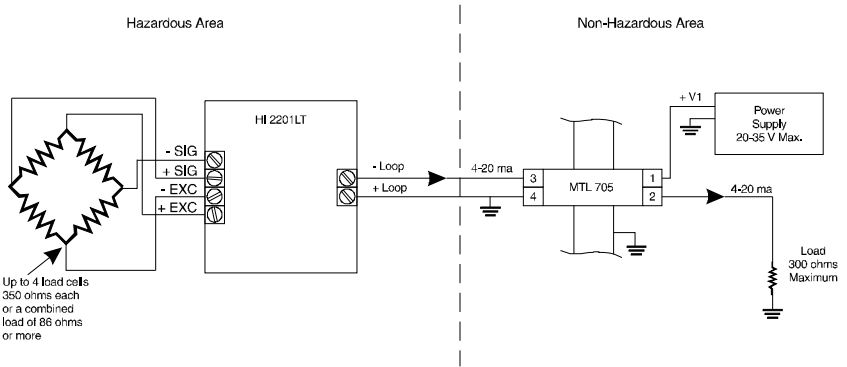 Hazardous Area
Non-Hazardous Area
HI 2201LT
- SIG
+ SIG
- EXC
+ EXC
- Loop
+ Loop
4-20 ma
3
4
MTL 705
1
2
+ V1
Power
Supply
20-35 V Max.
4-20 ma
Load
300 ohms
Maximum
Up to 4 load cells
350 ohms each
or a combined
load of 86 ohms
or more